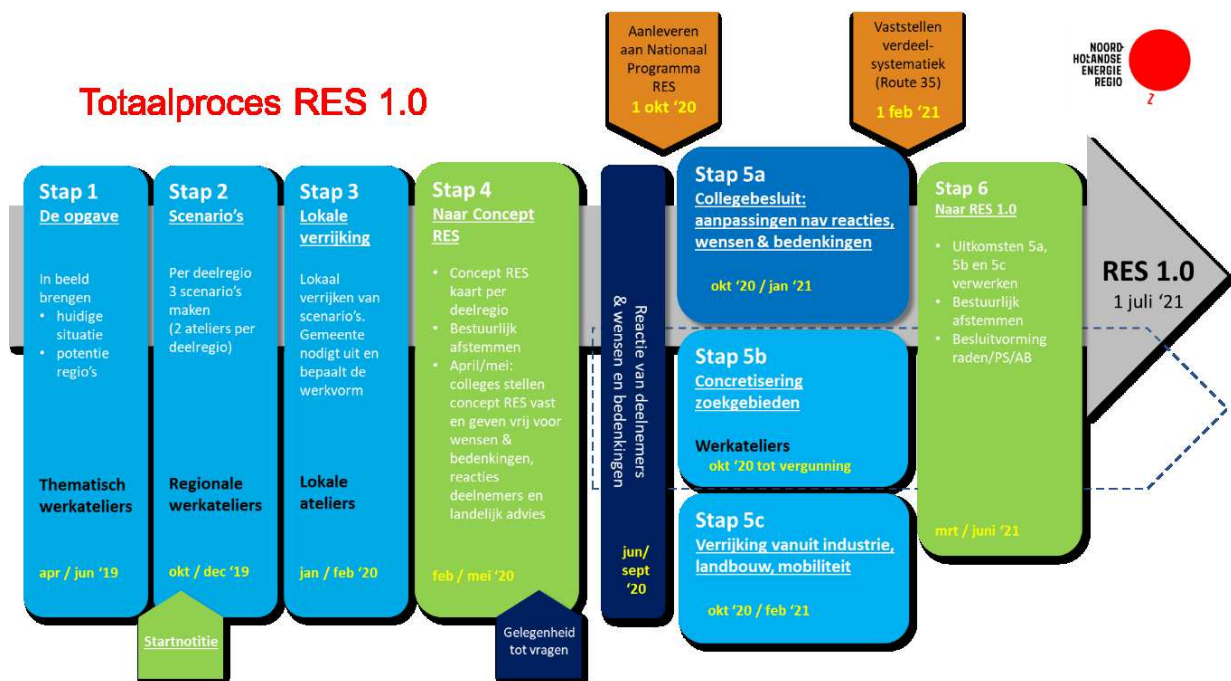 Totaalproces RES 1.0
Aanleveren
aan Nationaal
Programma
RES
1 okt '20
Vaststellen
verdeel-
systematiek
(Route 35)
1 feb '21
NOORD-
HOLLANDSE
ENERGIE
REGIO
Z
Stap 1
De opgave
In beeld
brengen
• huidige
situatie
• potentie
regio's
Thematisch
werkateliers
apr / jun '19
Stap 2
Scenario's
Per deelregio
3 scenario's
maken
(2 ateliers per
deelregio)
Regionale
werkateliers
okt / dec '19
Startnotitie
Stap 3
Lokale
verrijking
Lokaal
verrijken van
scenario's.
Gemeente
nodigt uit en
bepaalt de
werkvorm
Lokale
ateliers
jan / feb '20
Stap 4
Naar Concept
RES
• Concept RES
kaart per
deelregio
• Bestuurlijk
afstemmen
• April/mei:
colleges stellen
concept RES vast
en geven vrij voor
wensen &
bedenkingen,
reacties
deelnemers en
landelijk advies
feb / mei '20
Gelegenheid
tot vragen
Reactie van deelnemers
& wensen en bedenkingen
jun/
sept
'20
Stap 5a
Collegebesluit:
aanpassingen nav reacties,
wensen & bedenkingen
okt '20 / jan '21
Stap 5b
Concretisering
zoekgebieden
Werkateliers
okt '20 tot vergunning
Stap 5c
Verrijking vanuit industrie,
landbouw, mobiliteit
okt '20 / feb '21
Stap 6
Naar RES 1.0
• Uitkomsten 5a,
5b en 5c
verwerken
• Bestuurlijk
afstemmen
• Besluitvorming
raden/PS/AB
mrt / juni '21
RES 1.0
1 juli '21